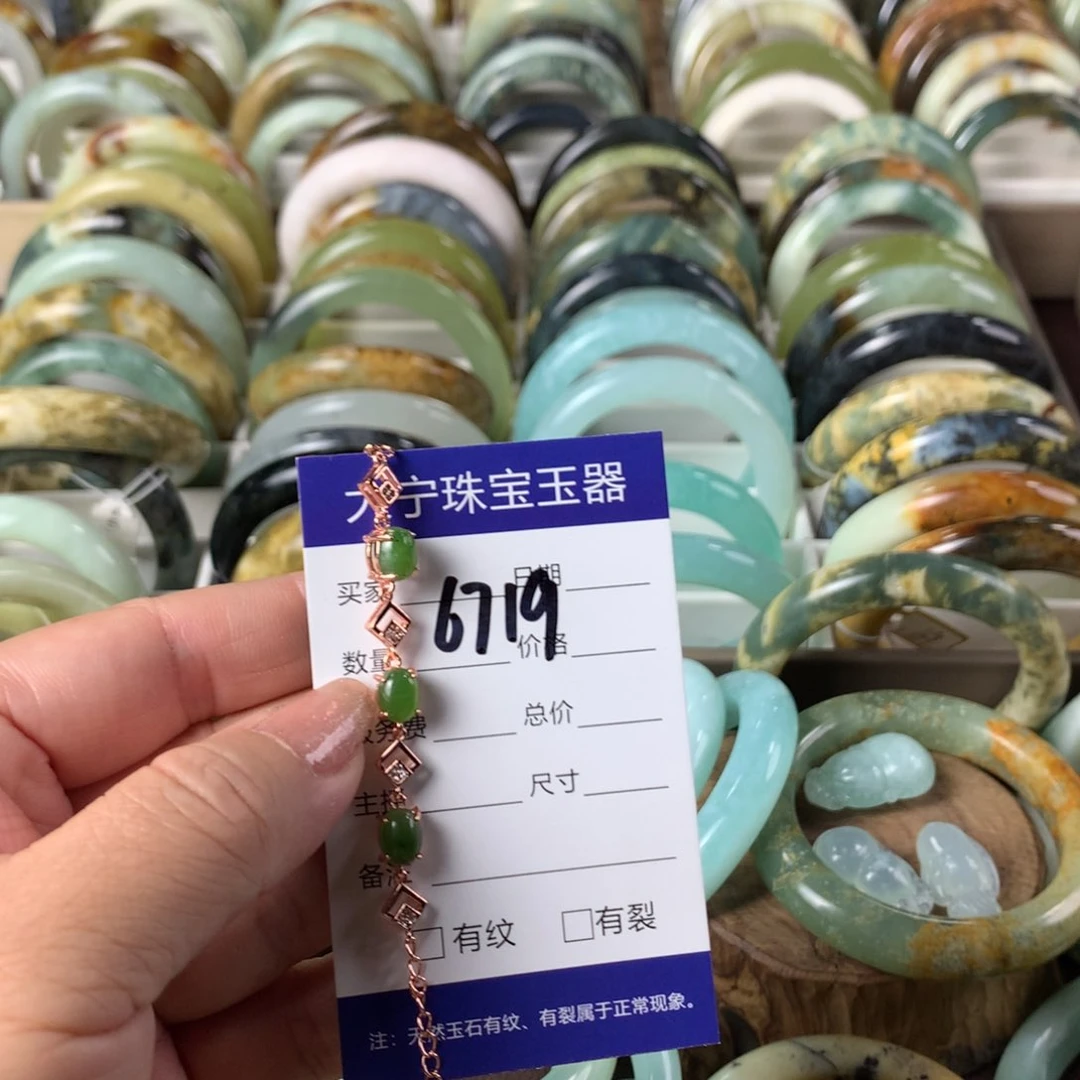 宁珠宝玉器
买家 日期
6719
数量 价格
务费 总价
主播 尺寸
备注
有纹 有裂
注：天然玉石有纹、有裂属于正常现象。